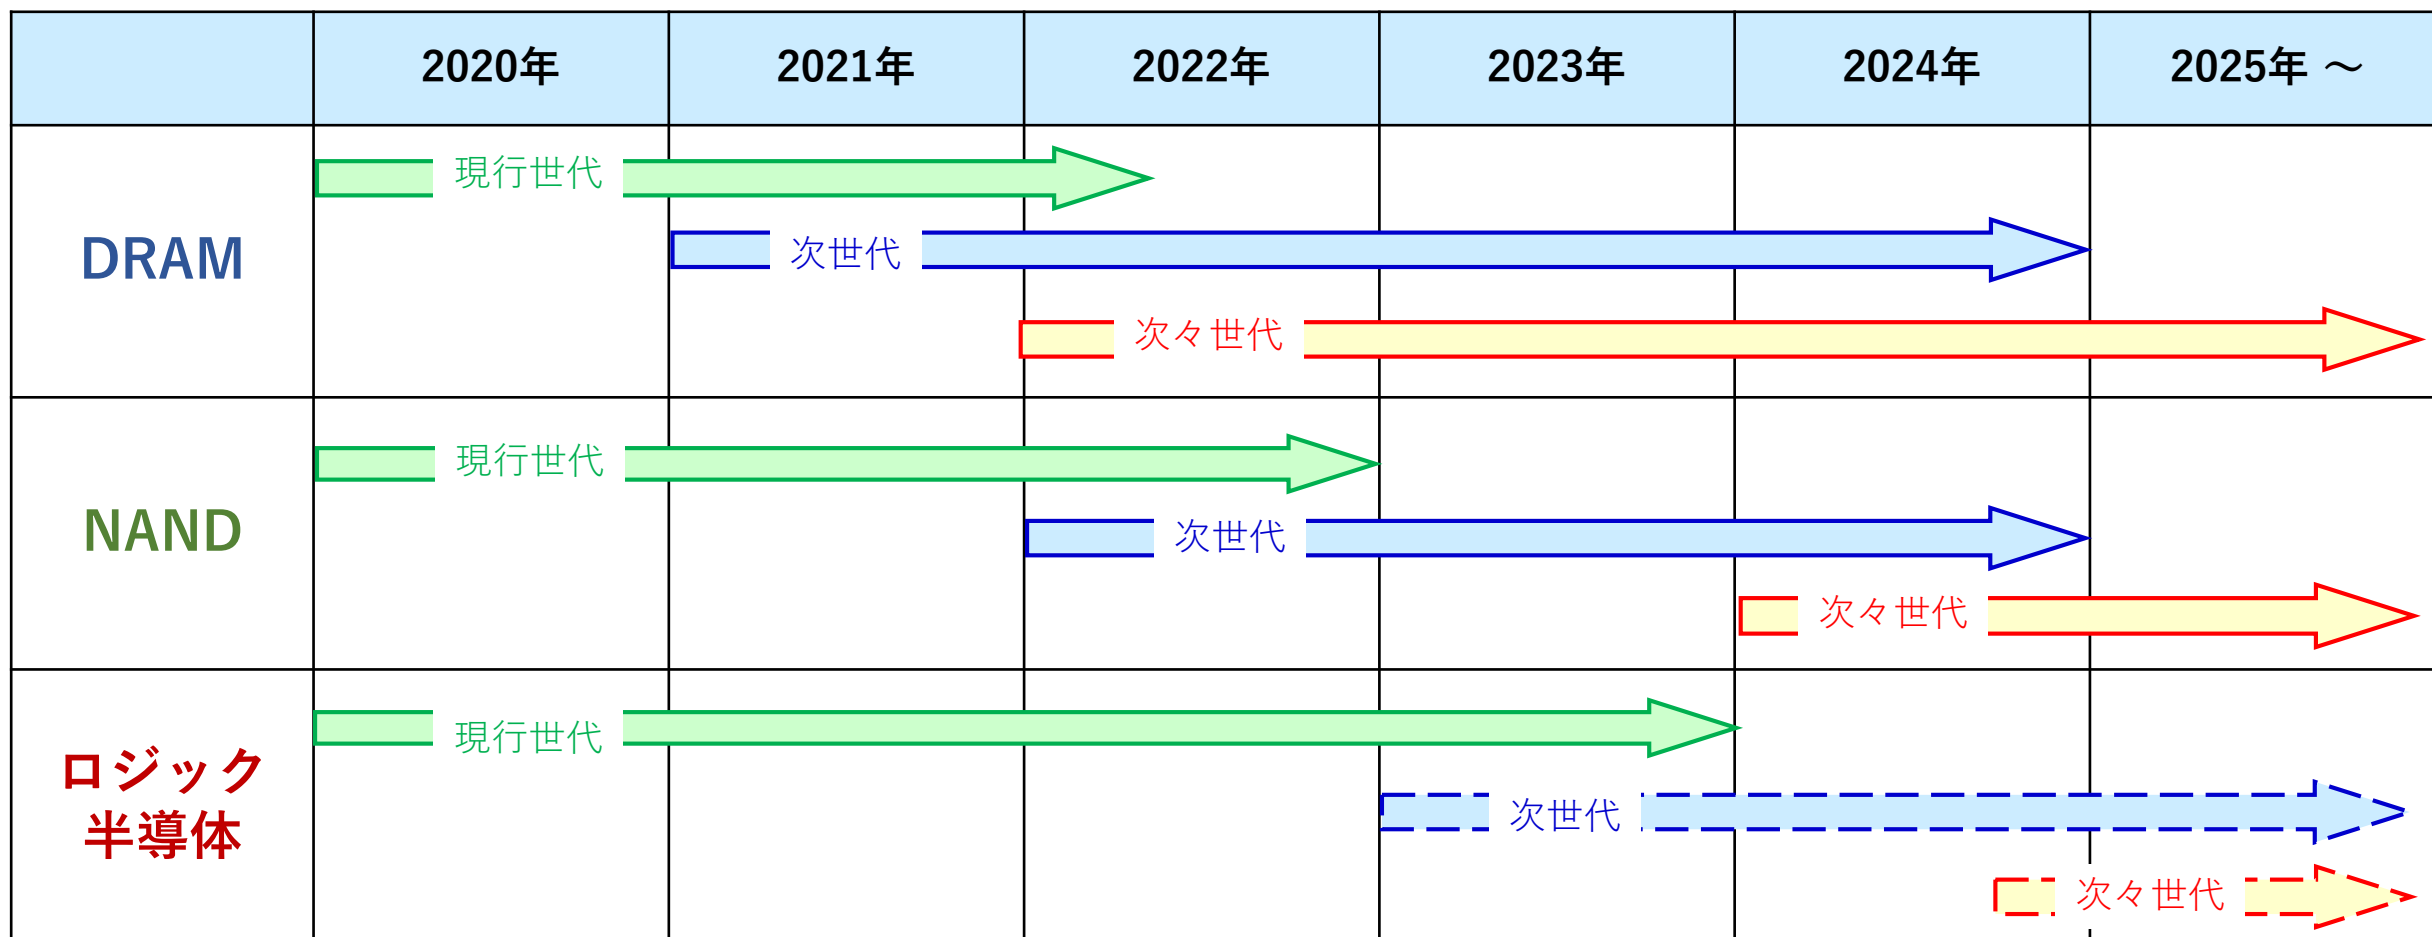 2020年 2021年 2022年 2023年 2024年 2025年 ～
現行世代
DRAM
次世代
次々世代
現行世代
NAND
次世代
次々世代
現行世代
ロジック
半導体
次世代
次々世代